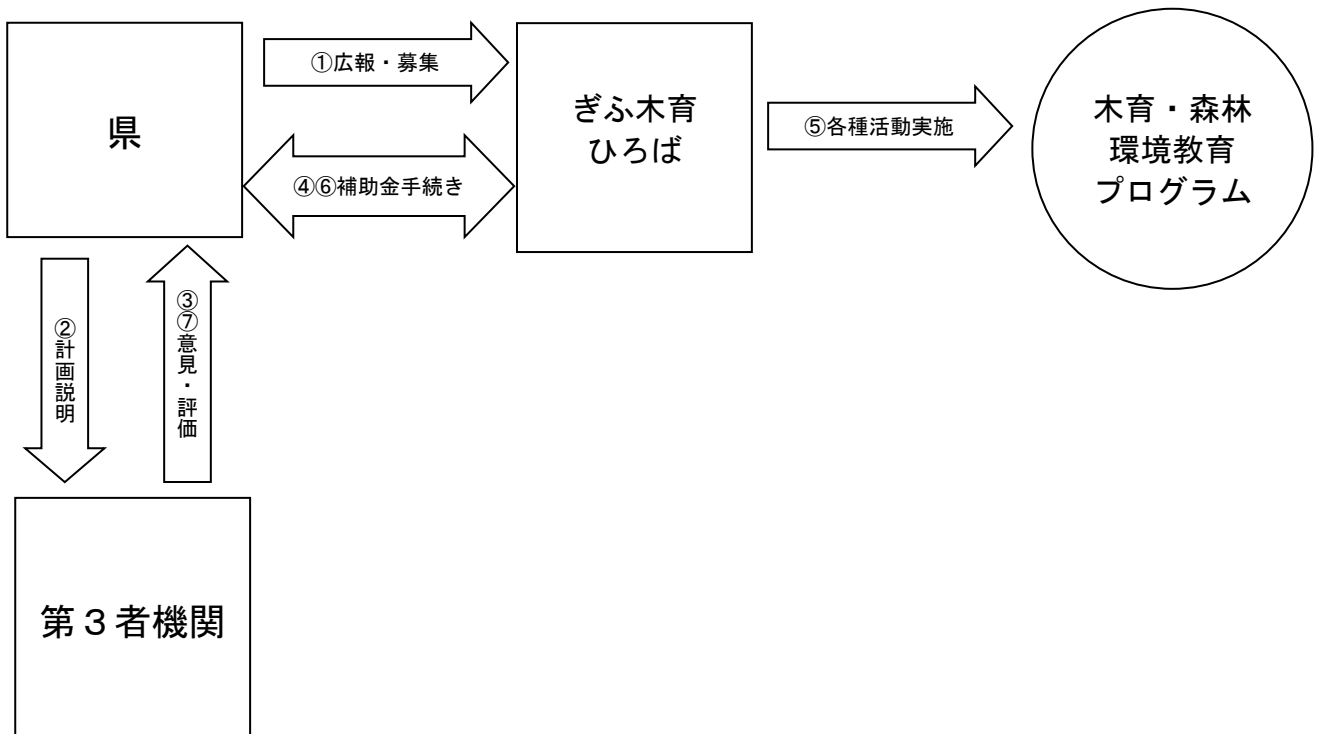 県
①広報・募集
④⑥補助金手続き
ぎふ木育
ひろば
⑤各種活動実施
木育・森林
環境教育
プログラム
②計画説明
③⑦意見・評価
第３者機関